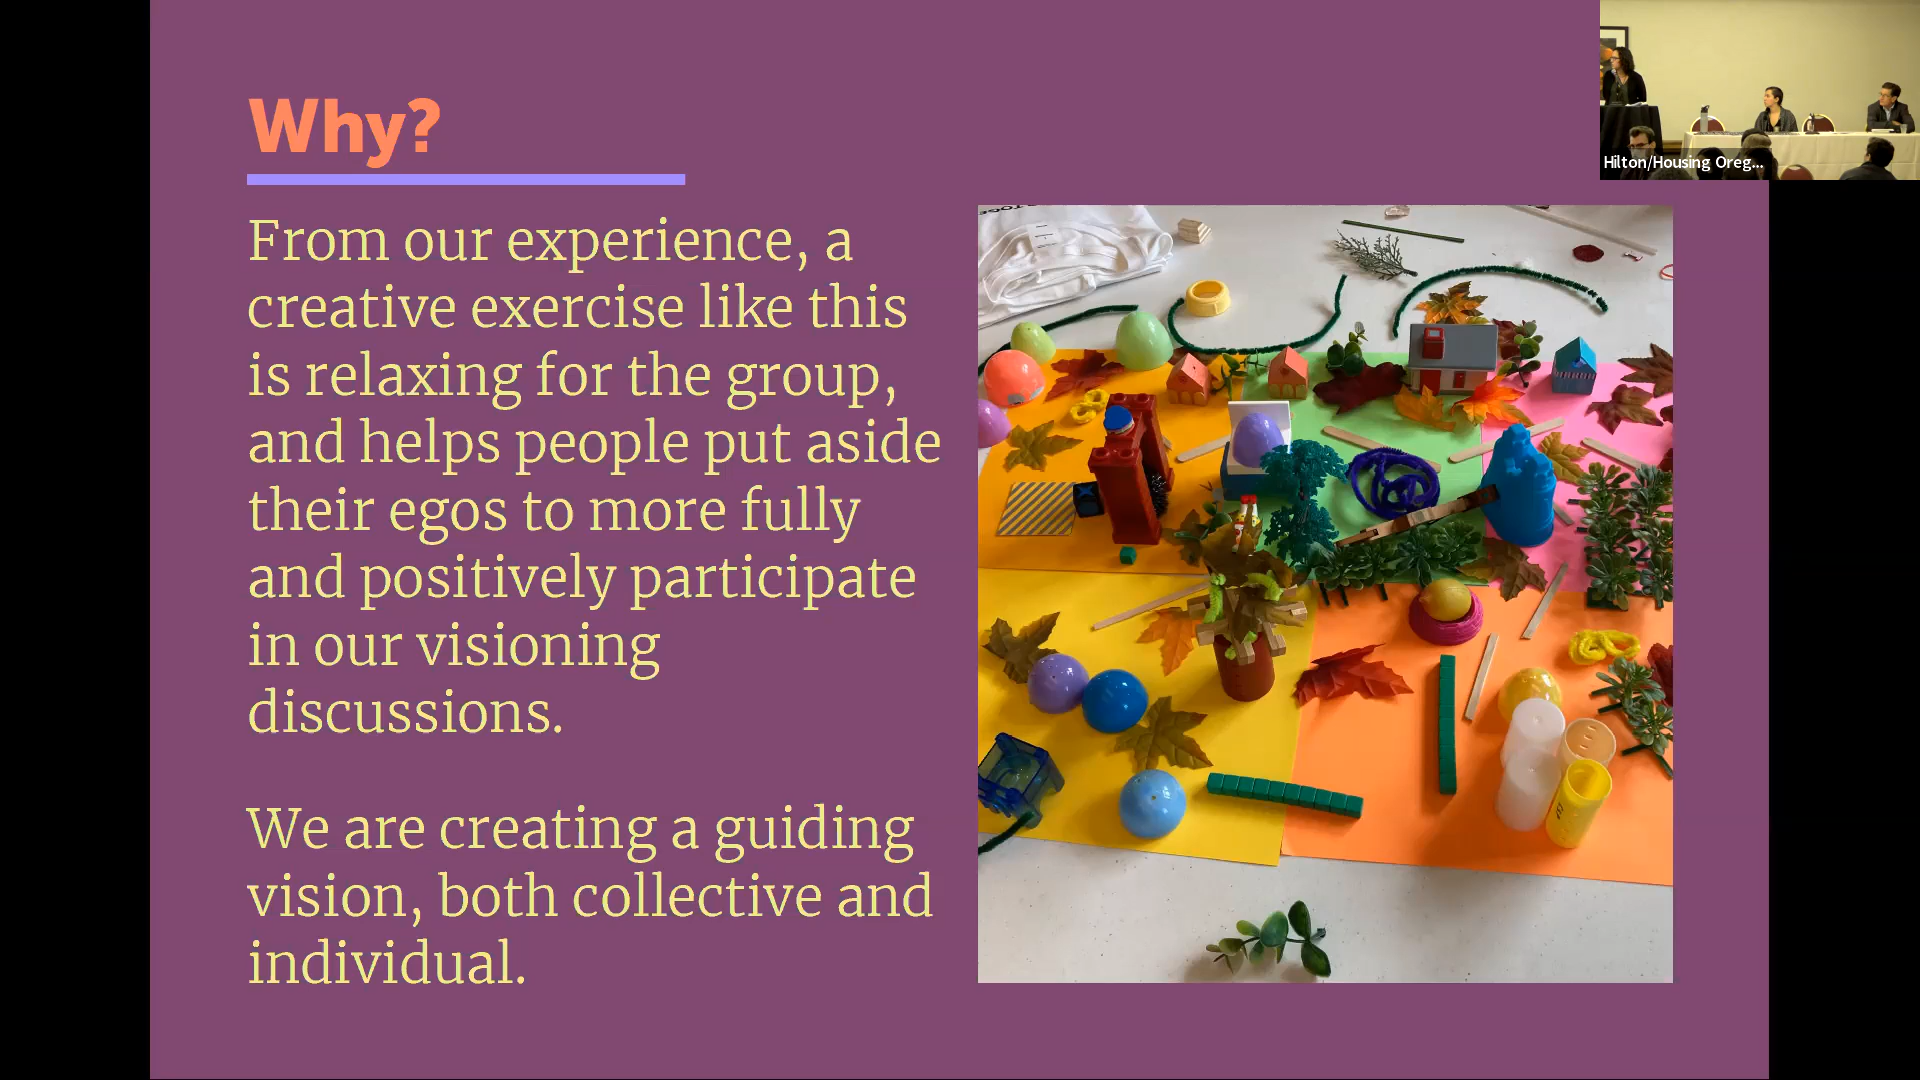 Why?
From our experience, a
creative exercise like this
is relaxing for the group,
and helps people put aside
their egos to more fully
and positively participate
in our visioning
discussions.
We are creating a guiding
vision, both collective and
individual.
Hilton/Housing Oreg...